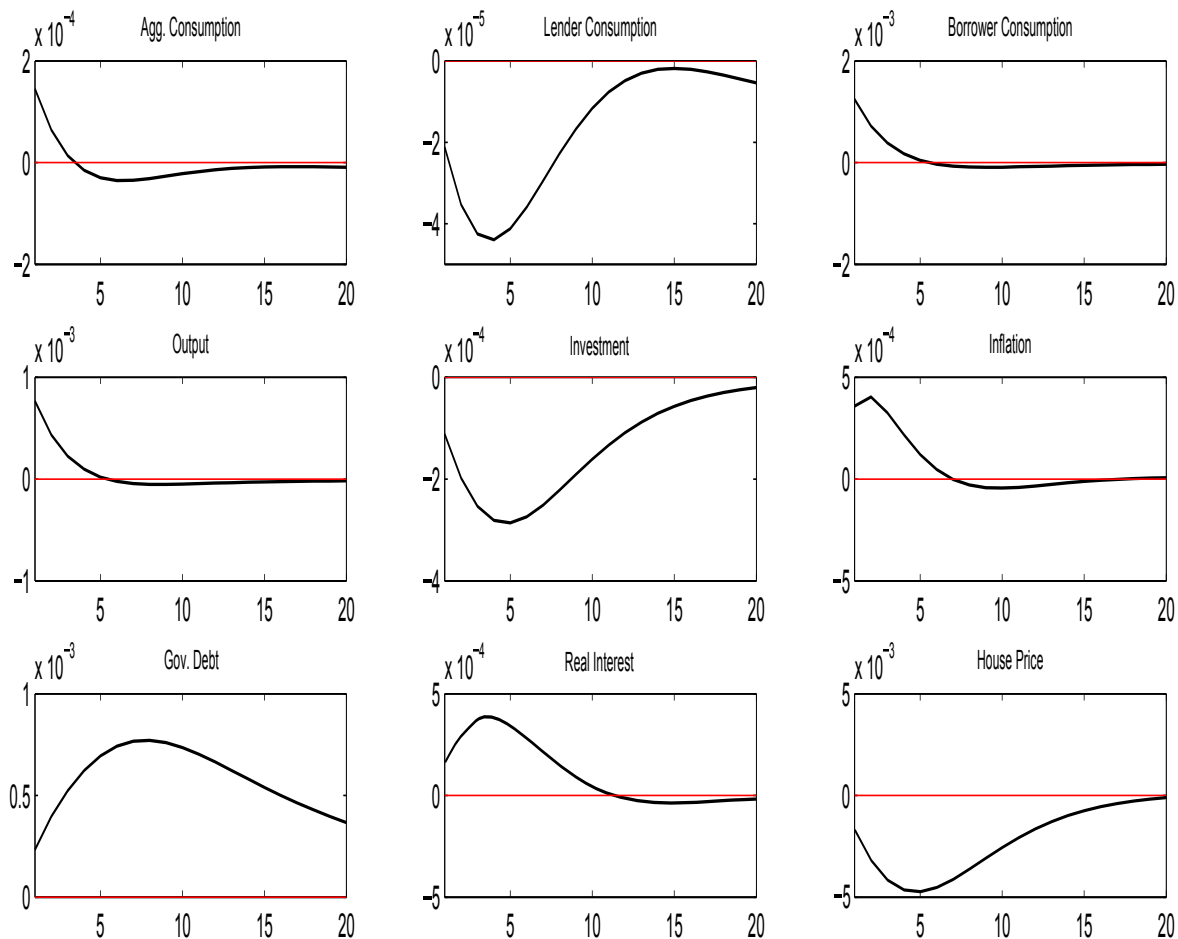 Agg. Consumption
x 10⁻⁴
2
0
−2
5 10 15 20
Lender Consumption
x 10⁻⁵
0
−2
−4
5 10 15 20
Borrower Consumption
x 10⁻³
2
0
−2
5 10 15 20
Output
x 10⁻³
1
0
−1
5 10 15 20
Investment
x 10⁻⁴
0
−2
−4
5 10 15 20
Inflation
x 10⁻⁴
5
0
−5
5 10 15 20
Gov. Debt
x 10⁻³
1
0.5
0
5 10 15 20
Real Interest
x 10⁻⁴
5
0
−5
5 10 15 20
House Price
x 10⁻³
5
0
−5
5 10 15 20